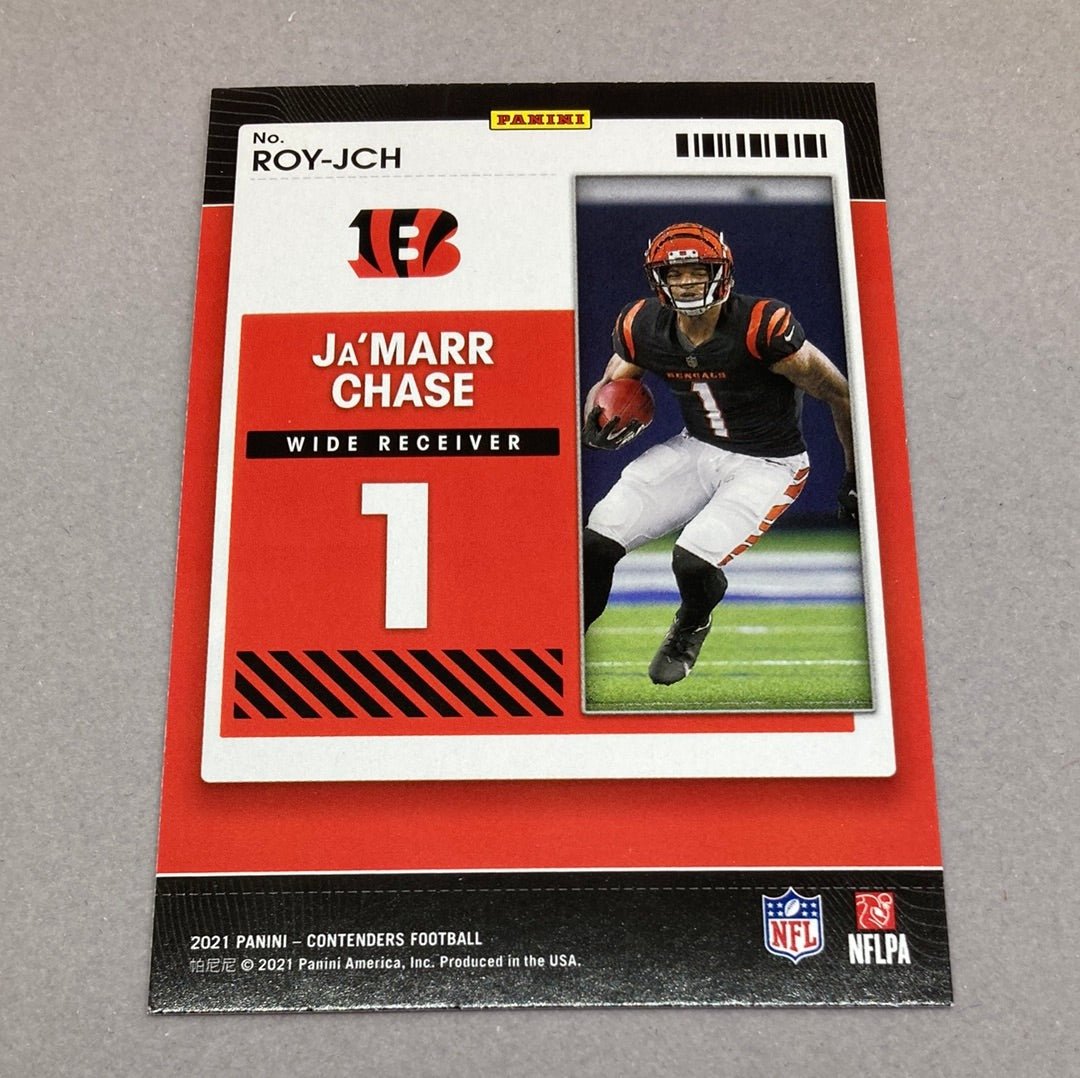 PANINI
No.
ROY-JCH
B
JA'MARR
CHASE
WIDE RECEIVER
1
BENGALS
1
2021 PANINI – CONTENDERS FOOTBALL
帕尼尼 © 2021 Panini America, Inc. Produced in the USA.
NFL
NFLPA